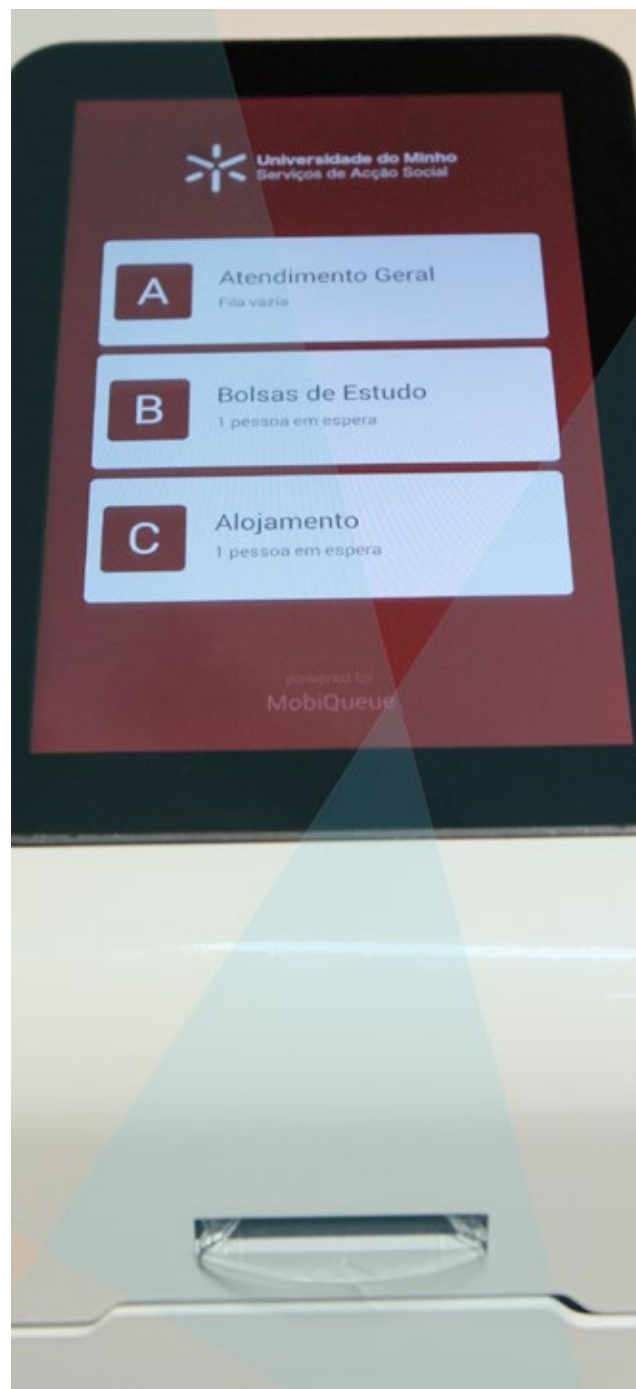 Universidade do Minho
Serviços de Acção Social
A
Atendimento Geral
Fila vazia
B
Bolsas de Estudo
1 pessoa em espera
C
Alojamento
1 pessoa em espera
powered by
MobiQueue